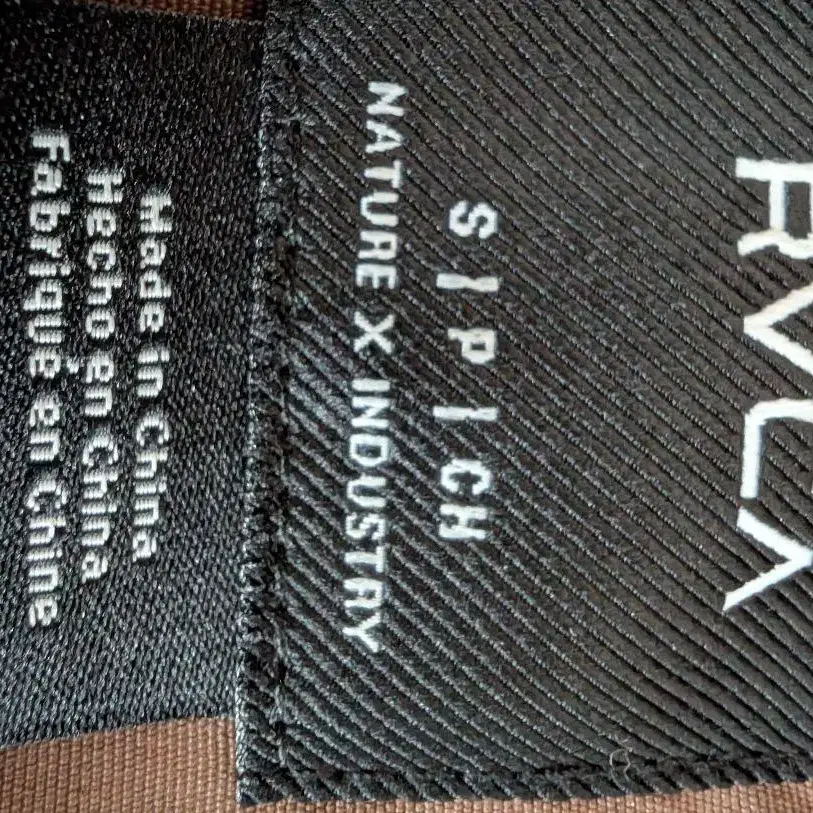 RVCA
S | P | CH
NATURE X INDUSTRY
Made in China
Hecho en China
Fabriqué en Chine